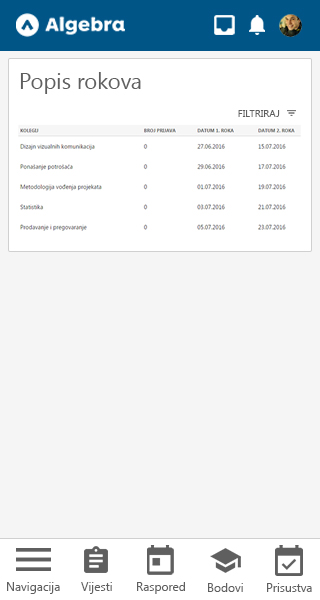 Algebra
Popis rokova
FILTRIRAJ
KOLEGIJ BROJ PRIJAVA DATUM 1. ROKA DATUM 2. ROKA
Dizajn vizualnih komunikacija 0 27.06.2016 15.07.2016
Ponašanje potrošača 0 29.06.2016 17.07.2016
Metodologija vođenja projekata 0 01.07.2016 19.07.2016
Statistika 0 03.07.2016 21.07.2016
Prodavanje i pregovaranje 0 05.07.2016 23.07.2016
Navigacija Vijesti Raspored Bodovi Prisustva